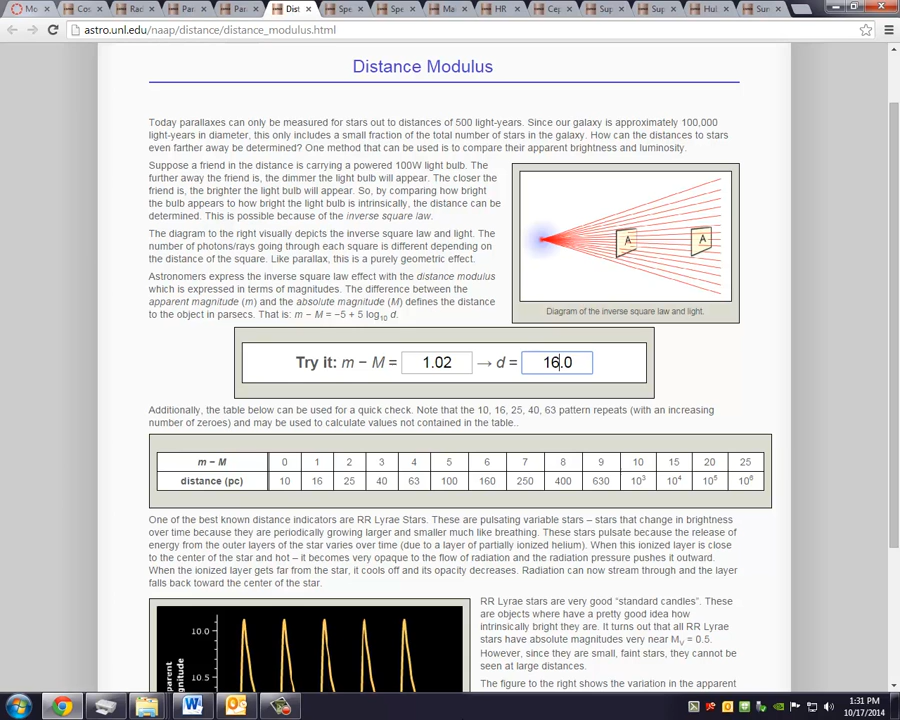 Mo
Cos
Radi
Par
Par
Dist
Spe
Spe
Ma
HR
Cep
Sup
Sup
Hub
Sur
astro.unl.edu/naap/distance/distance_modulus.html
Distance Modulus
Today parallaxes can only be measured for stars out to distances of 500 light-years. Since our galaxy is approximately 100,000
light-years in diameter, this only includes a small fraction of the total number of stars in the galaxy. How can the distances to stars
even farther away be determined? One method that can be used is to compare their apparent brightness and luminosity.
Suppose a friend in the distance is carrying a powered 100W light bulb. The
further away the friend is, the dimmer the light bulb will appear. The closer the
friend is, the brighter the light bulb will appear. So, by comparing how bright
the bulb appears to how bright the light bulb is intrinsically, the distance can be
determined. This is possible because of the inverse square law.
The diagram to the right visually depicts the inverse square law and light. The
number of photons/rays going through each square is different depending on
the distance of the square. Like parallax, this is a purely geometric effect.
Astronomers express the inverse square law effect with the distance modulus
which is expressed in terms of magnitudes. The difference between the
apparent magnitude (m) and the absolute magnitude (M) defines the distance
to the object in parsecs. That is: m − M = −5 + 5 log10 d.
A A
Diagram of the inverse square law and light.
Try it: m − M = 1.02 → d = 16.0
Additionally, the table below can be used for a quick check. Note that the 10, 16, 25, 40, 63 pattern repeats (with an increasing
number of zeroes) and may be used to calculate values not contained in the table..
m − M 0 1 2 3 4 5 6 7 8 9 10 15 20 25
distance (pc) 10 16 25 40 63 100 160 250 400 630 10³ 10⁴ 10⁵ 10⁶
One of the best known distance indicators are RR Lyrae Stars. These are pulsating variable stars – stars that change in brightness
over time because they are periodically growing larger and smaller much like breathing. These stars pulsate because the release of
energy from the outer layers of the star varies over time (due to a layer of partially ionized helium). When this ionized layer is close
to the center of the star and hot – it becomes very opaque to the flow of radiation and the radiation pressure pushes it outward.
When the ionized layer gets far from the star, it cools off and its opacity decreases. Radiation can now stream through and the layer
falls back toward the center of the star.
10.0
10.5
parent
magnitude
RR Lyrae stars are very good “standard candles”. These
are objects where have a pretty good idea how
intrinsically bright they are. It turns out that all RR Lyrae
stars have absolute magnitudes very near MV = 0.5.
However, since they are small, faint stars, they cannot be
seen at large distances.
The figure to the right shows the variation in the apparent
1:31 PM
10/17/2014